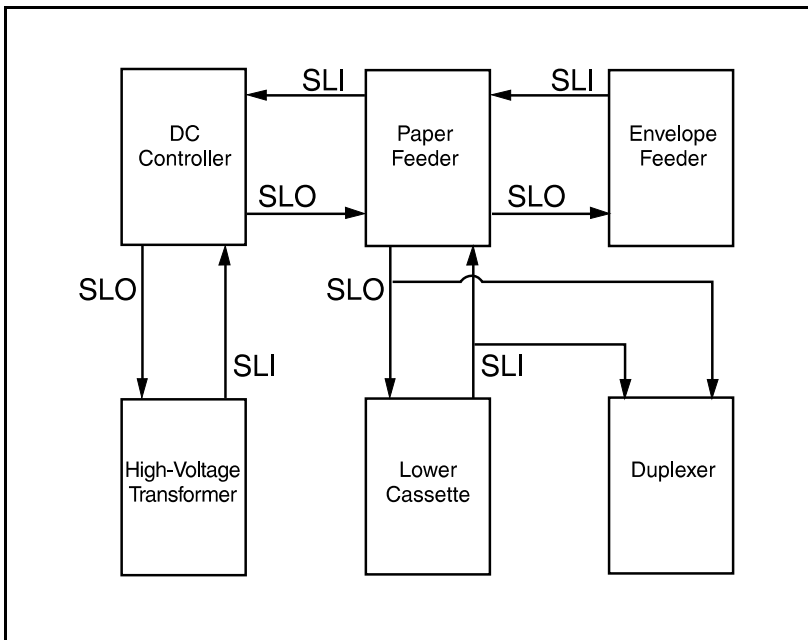 SLI
SLI
DC
Controller
Paper
Feeder
Envelope
Feeder
SLO
SLO
SLO
SLO
SLI
SLI
High-Voltage
Transformer
Lower
Cassette
Duplexer